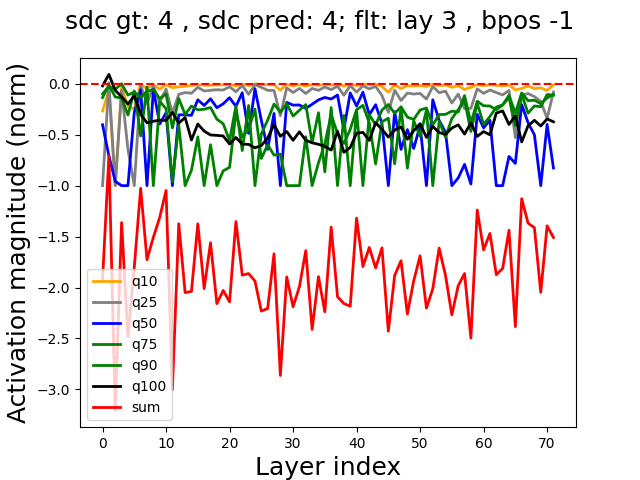 sdc gt: 4 , sdc pred: 4; flt: lay 3 , bpos -1
Activation magnitude (norm)
0.0
−0.5
−1.0
−1.5
−2.0
−2.5
−3.0
q10
q25
q50
q75
q90
q100
sum
0 10 20 30 40 50 60 70
Layer index